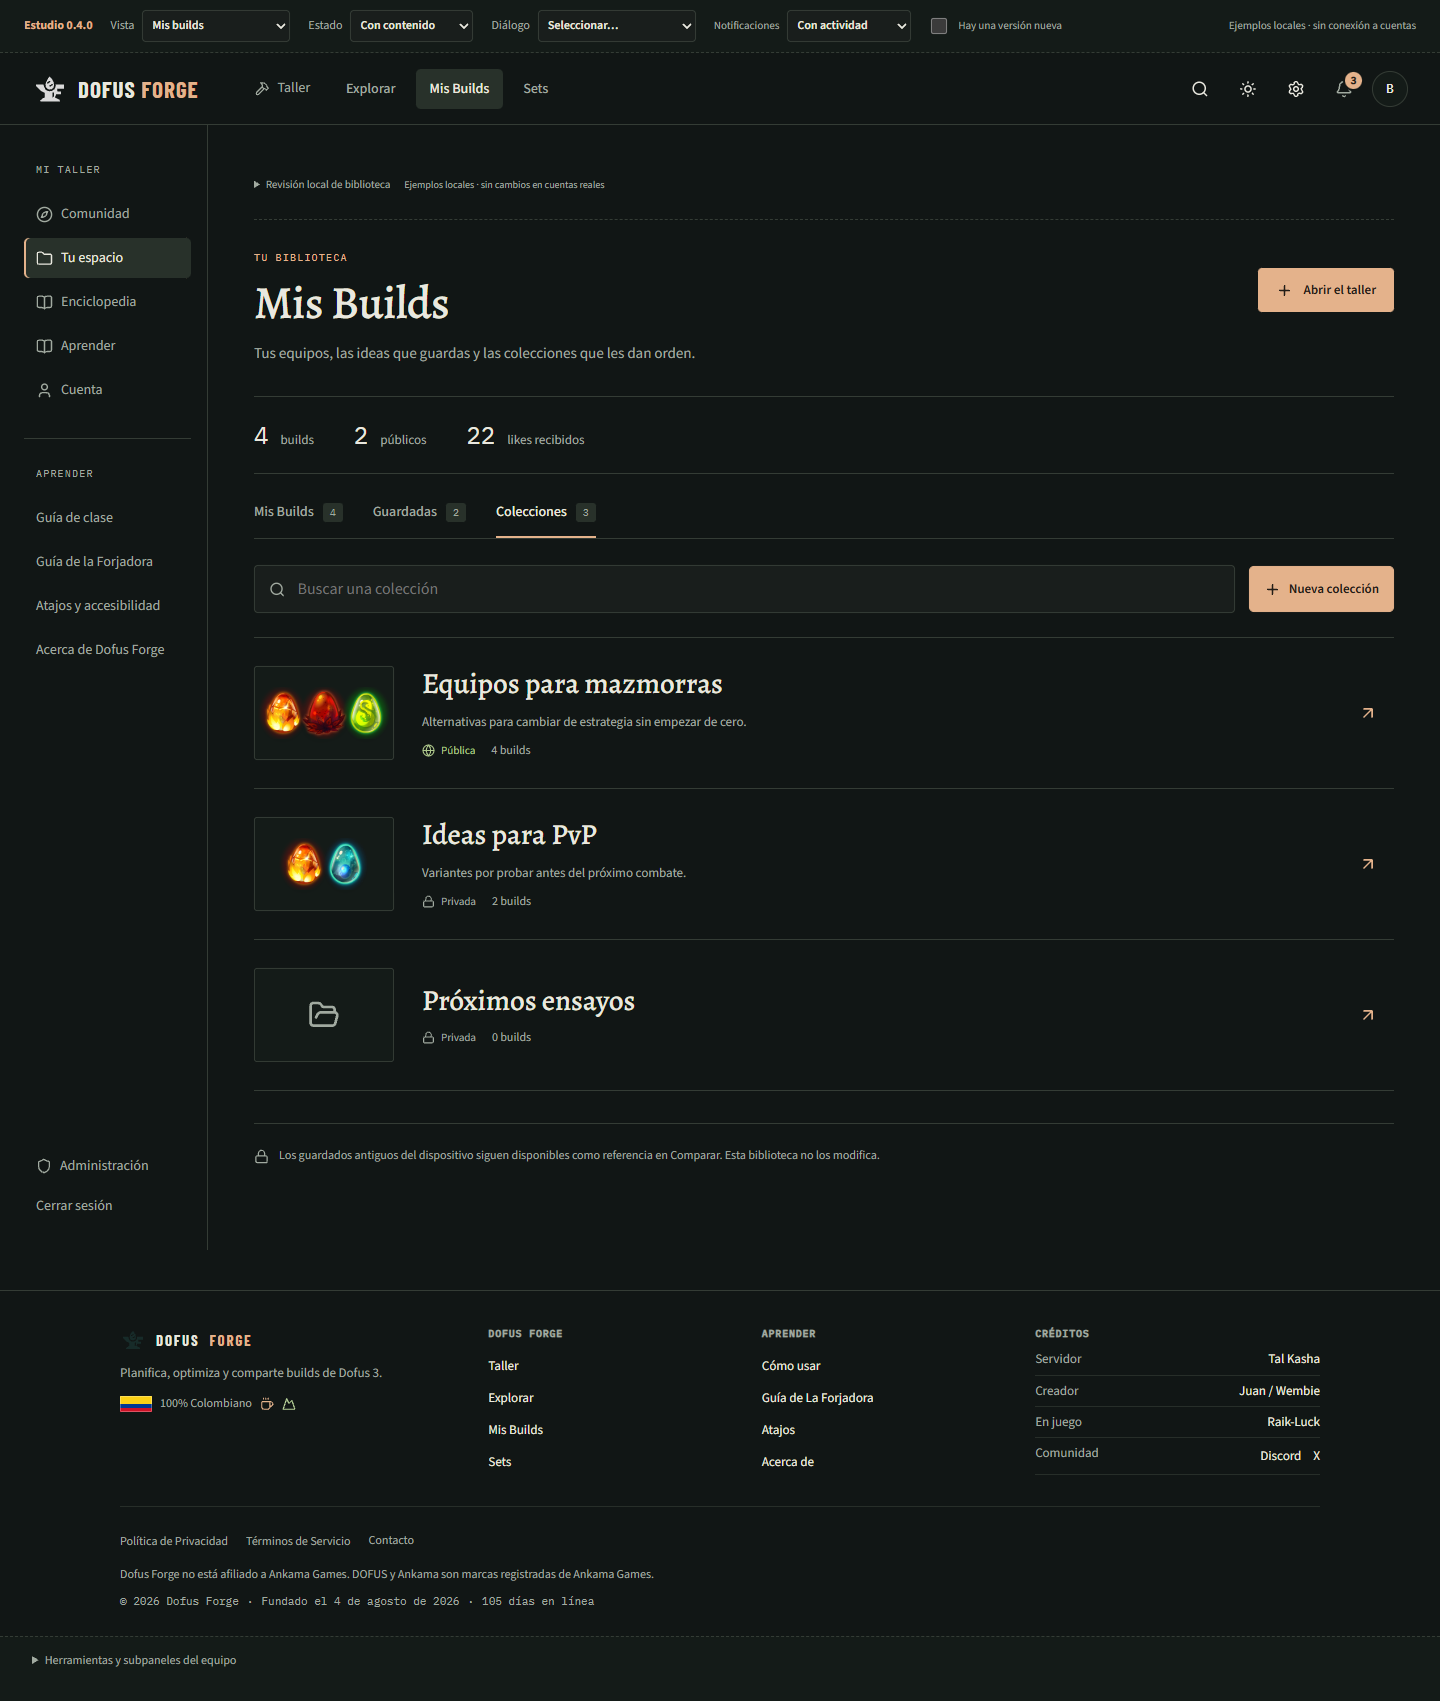 Estudio 0.4.0 Vista Mis builds Estado Con contenido Diálogo Seleccionar... Notificaciones Con actividad Hay una versión nueva Ejemplos locales · sin conexión a cuentas
DOFUS FORGE Taller Explorar Mis Builds Sets 3 B
MI TALLER
Comunidad
Tu espacio
Enciclopedia
Aprender
Cuenta
APRENDER
Guía de clase
Guía de la Forjadora
Atajos y accesibilidad
Acerca de Dofus Forge
Administración
Cerrar sesión
Revisión local de biblioteca Ejemplos locales · sin cambios en cuentas reales
TU BIBLIOTECA
Mis Builds
Abrir el taller
Tus equipos, las ideas que guardas y las colecciones que les dan orden.
4 builds 2 públicos 22 likes recibidos
Mis Builds 4 Guardadas 2 Colecciones 3
Buscar una colección Nueva colección
Equipos para mazmorras
Alternativas para cambiar de estrategia sin empezar de cero.
Pública 4 builds
Ideas para PvP
Variantes por probar antes del próximo combate.
Privada 2 builds
Próximos ensayos
Privada 0 builds
Los guardados antiguos del dispositivo siguen disponibles como referencia en Comparar. Esta biblioteca no los modifica.
DOFUS FORGE
Planifica, optimiza y comparte builds de Dofus 3.
100% Colombiano
DOFUS FORGE
Taller
Explorar
Mis Builds
Sets
APRENDER
Cómo usar
Guía de La Forjadora
Atajos
Acerca de
CRÉDITOS
Servidor Tal Kasha
Creador Juan / Wembie
En juego Raik-Luck
Comunidad Discord X
Política de Privacidad Términos de Servicio Contacto
Dofus Forge no está afiliado a Ankama Games. DOFUS y Ankama son marcas registradas de Ankama Games.
© 2026 Dofus Forge · Fundado el 4 de agosto de 2026 · 105 días en línea
Herramientas y subpaneles del equipo